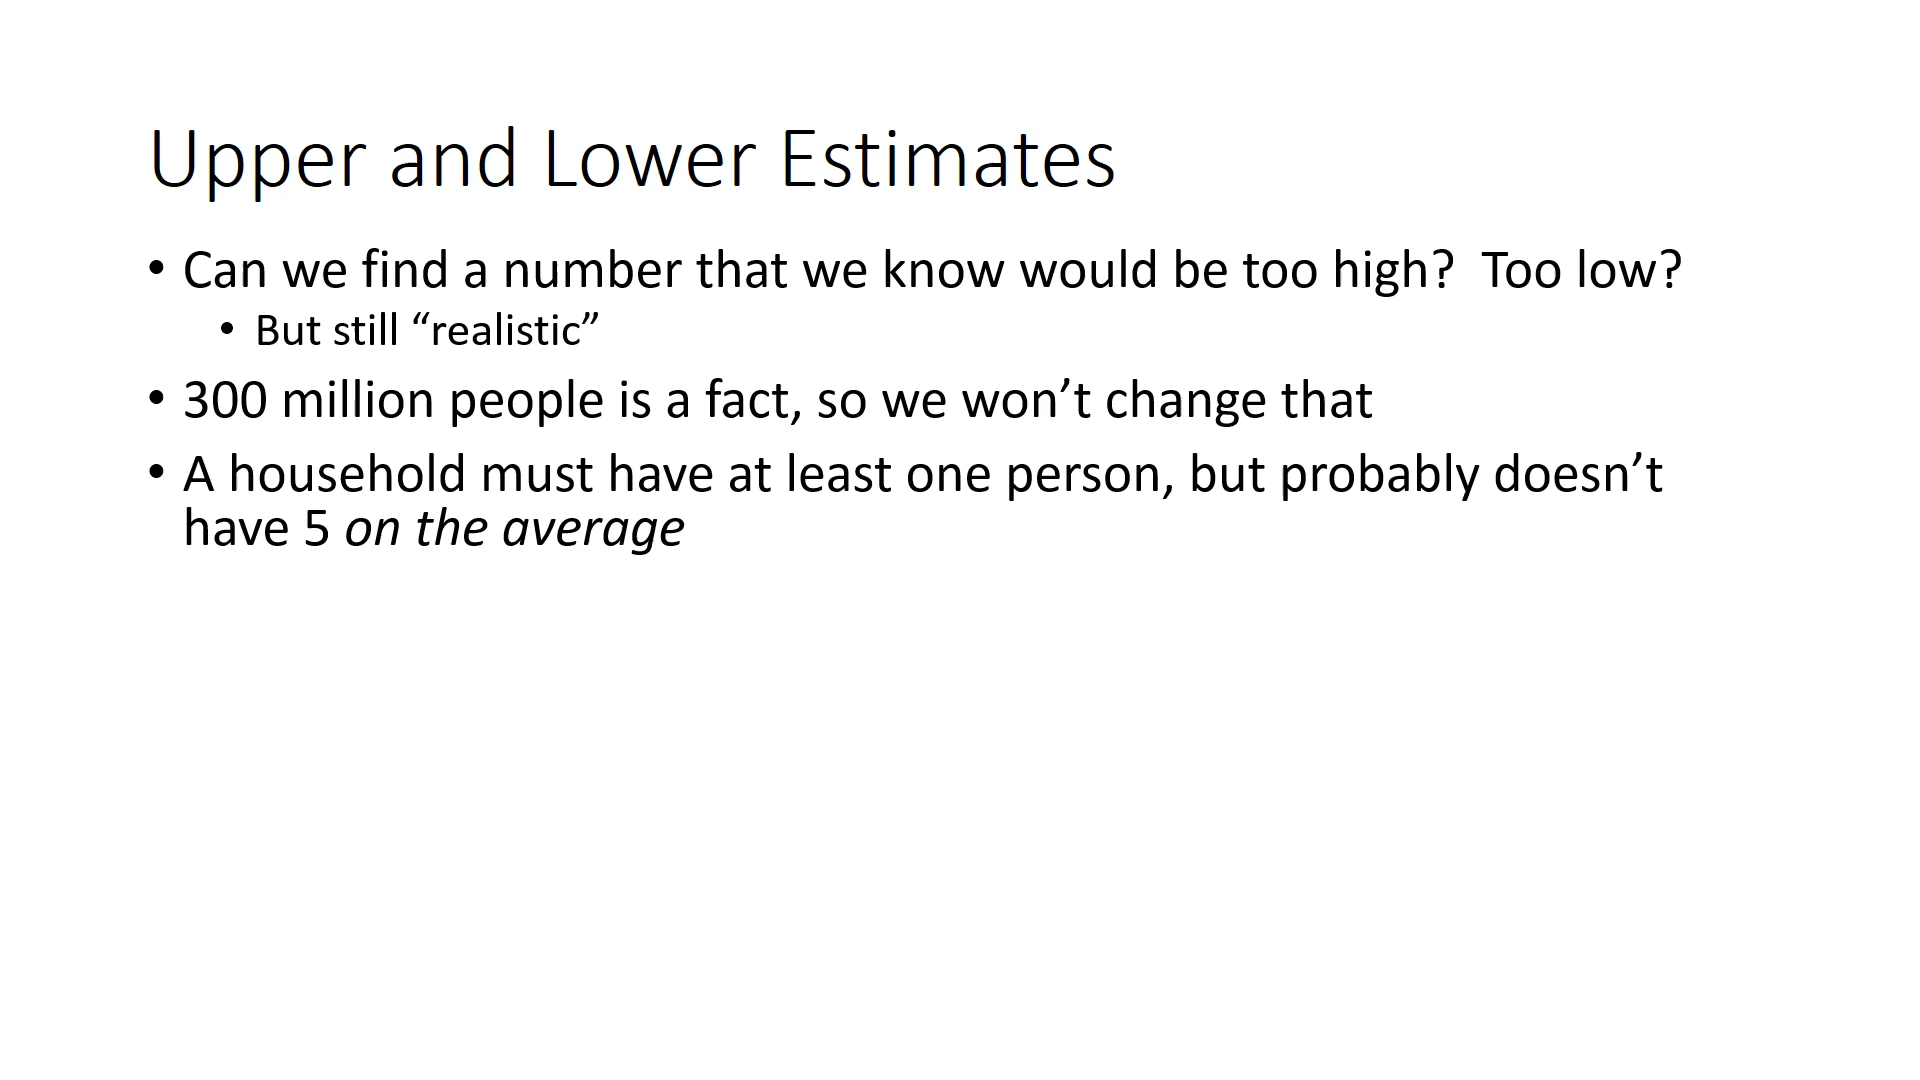 Upper and Lower Estimates
• Can we find a number that we know would be too high?  Too low?
• But still “realistic”
• 300 million people is a fact, so we won’t change that
• A household must have at least one person, but probably doesn’t
have 5 on the average